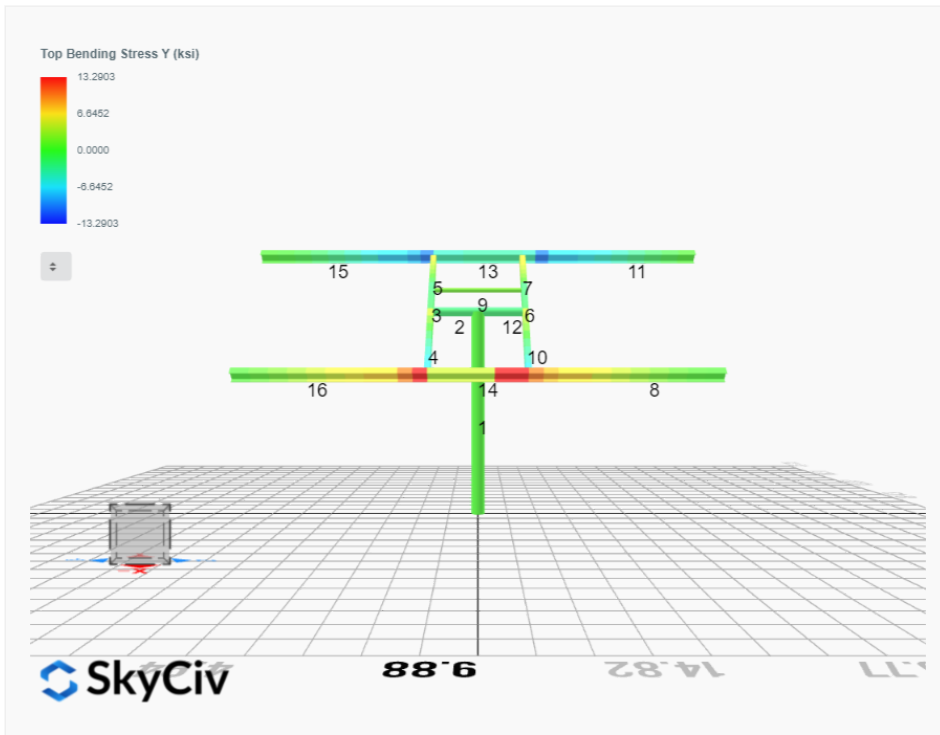 Top Bending Stress Y (ksi)
13.2903
6.6452
0.0000
-6.6452
-13.2903
15 13 11
5 7
9
3 6
2 12
4 10
16 14 8
1
-X
SkyCiv
9.88 14.82